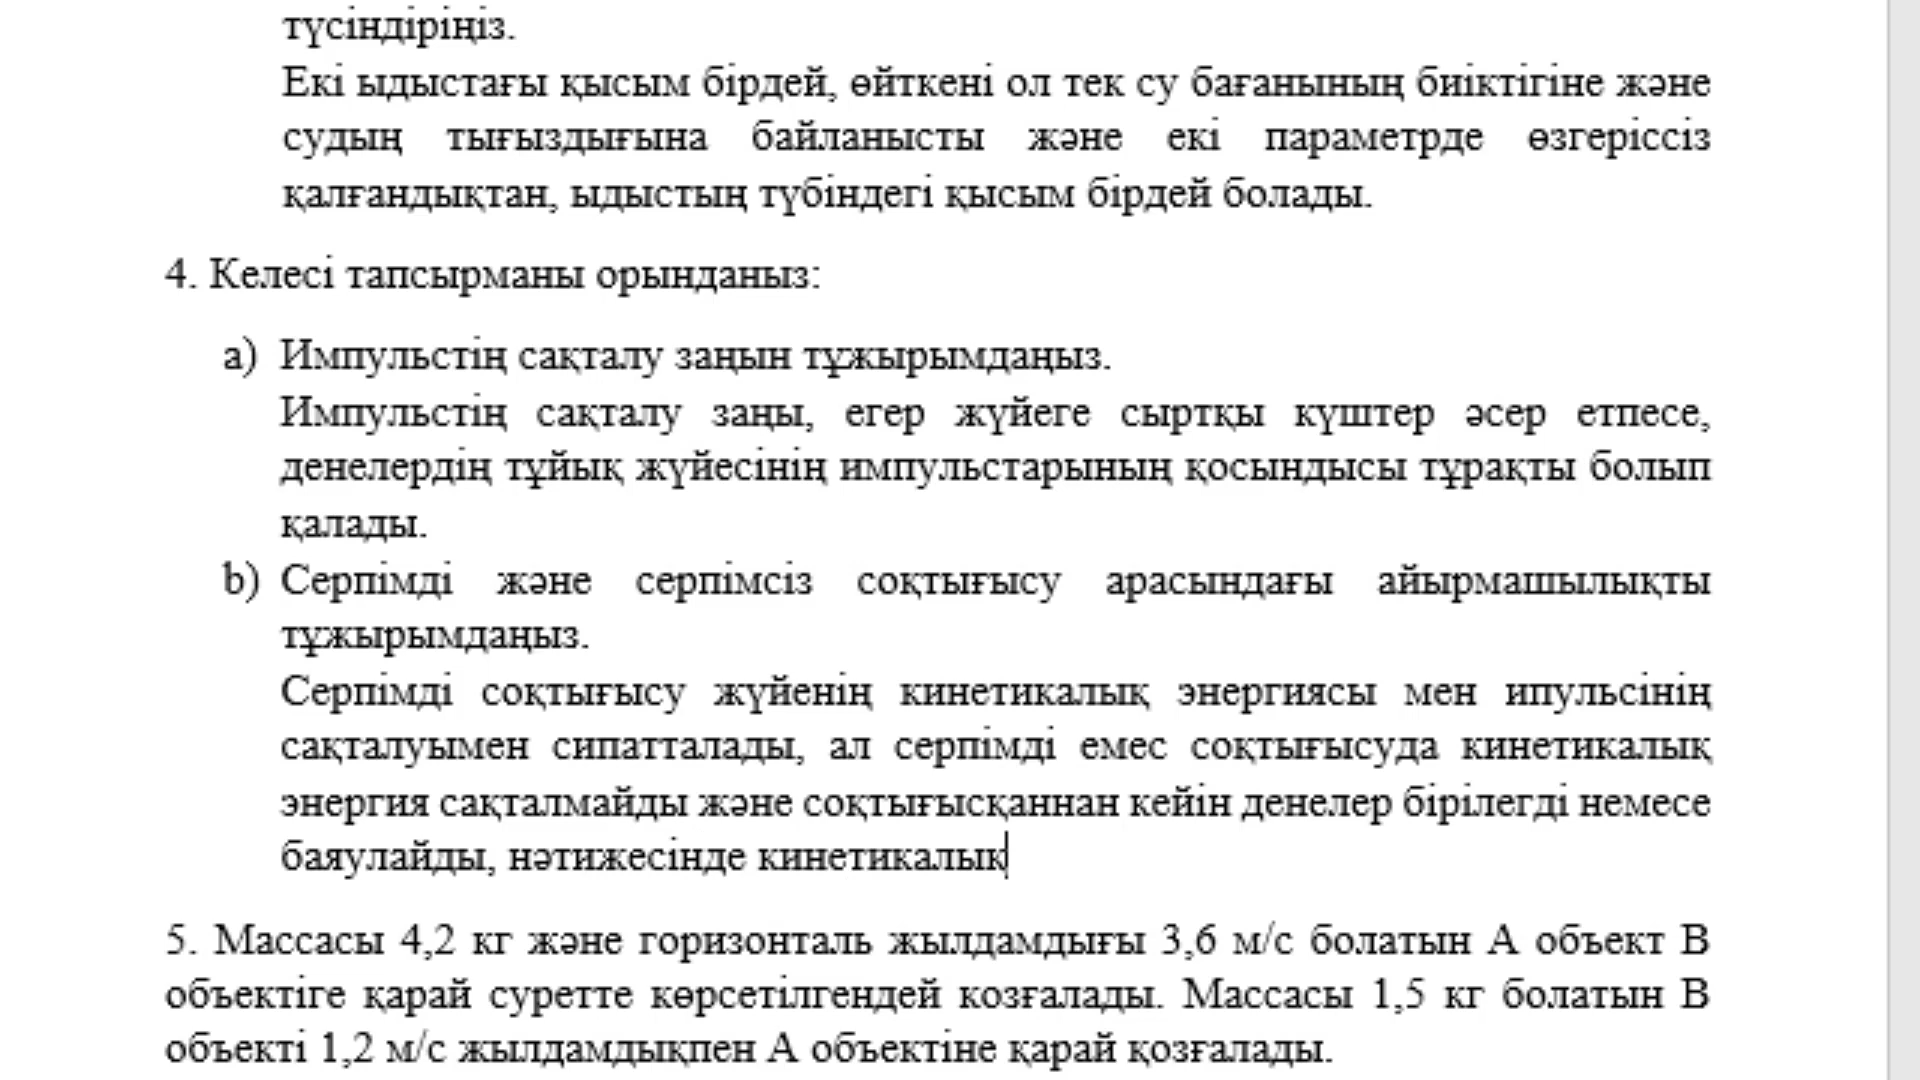 түсіндіріңіз.
Екі ыдыстағы қысым бірдей, өйткені ол тек су бағанының биіктігіне және
судың тығыздығына байланысты және екі параметрде өзгеріссіз
қалғандықтан, ыдыстың түбіндегі қысым бірдей болады.
4. Келесі тапсырманы орынданыз:
a) Импульстің сақталу заңын тұжырымдаңыз.
Импульстің сақталу заңы, егер жүйеге сыртқы күштер әсер етпесе,
денелердің тұйық жүйесінің импульстарының қосындысы тұрақты болып
қалады.
b) Серпімді және серпімсіз соқтығысу арасындағы айырмашылықты
тұжырымдаңыз.
Серпімді соқтығысу жүйенің кинетикалық энергиясы мен ипульсінің
сақталуымен сипатталады, ал серпімді емес соқтығысуда кинетикалық
энергия сақталмайды және соқтығысқаннан кейін денелер бірілегді немесе
баяулайды, нәтижесінде кинетикалық
5. Массасы 4,2 кг және горизонталь жылдамдығы 3,6 м/с болатын А объект В
объектіге қарай суретте көрсетілгендей козғалады. Массасы 1,5 кг болатын В
объекті 1,2 м/с жылдамдықпен А объектіне қарай қозғалады.